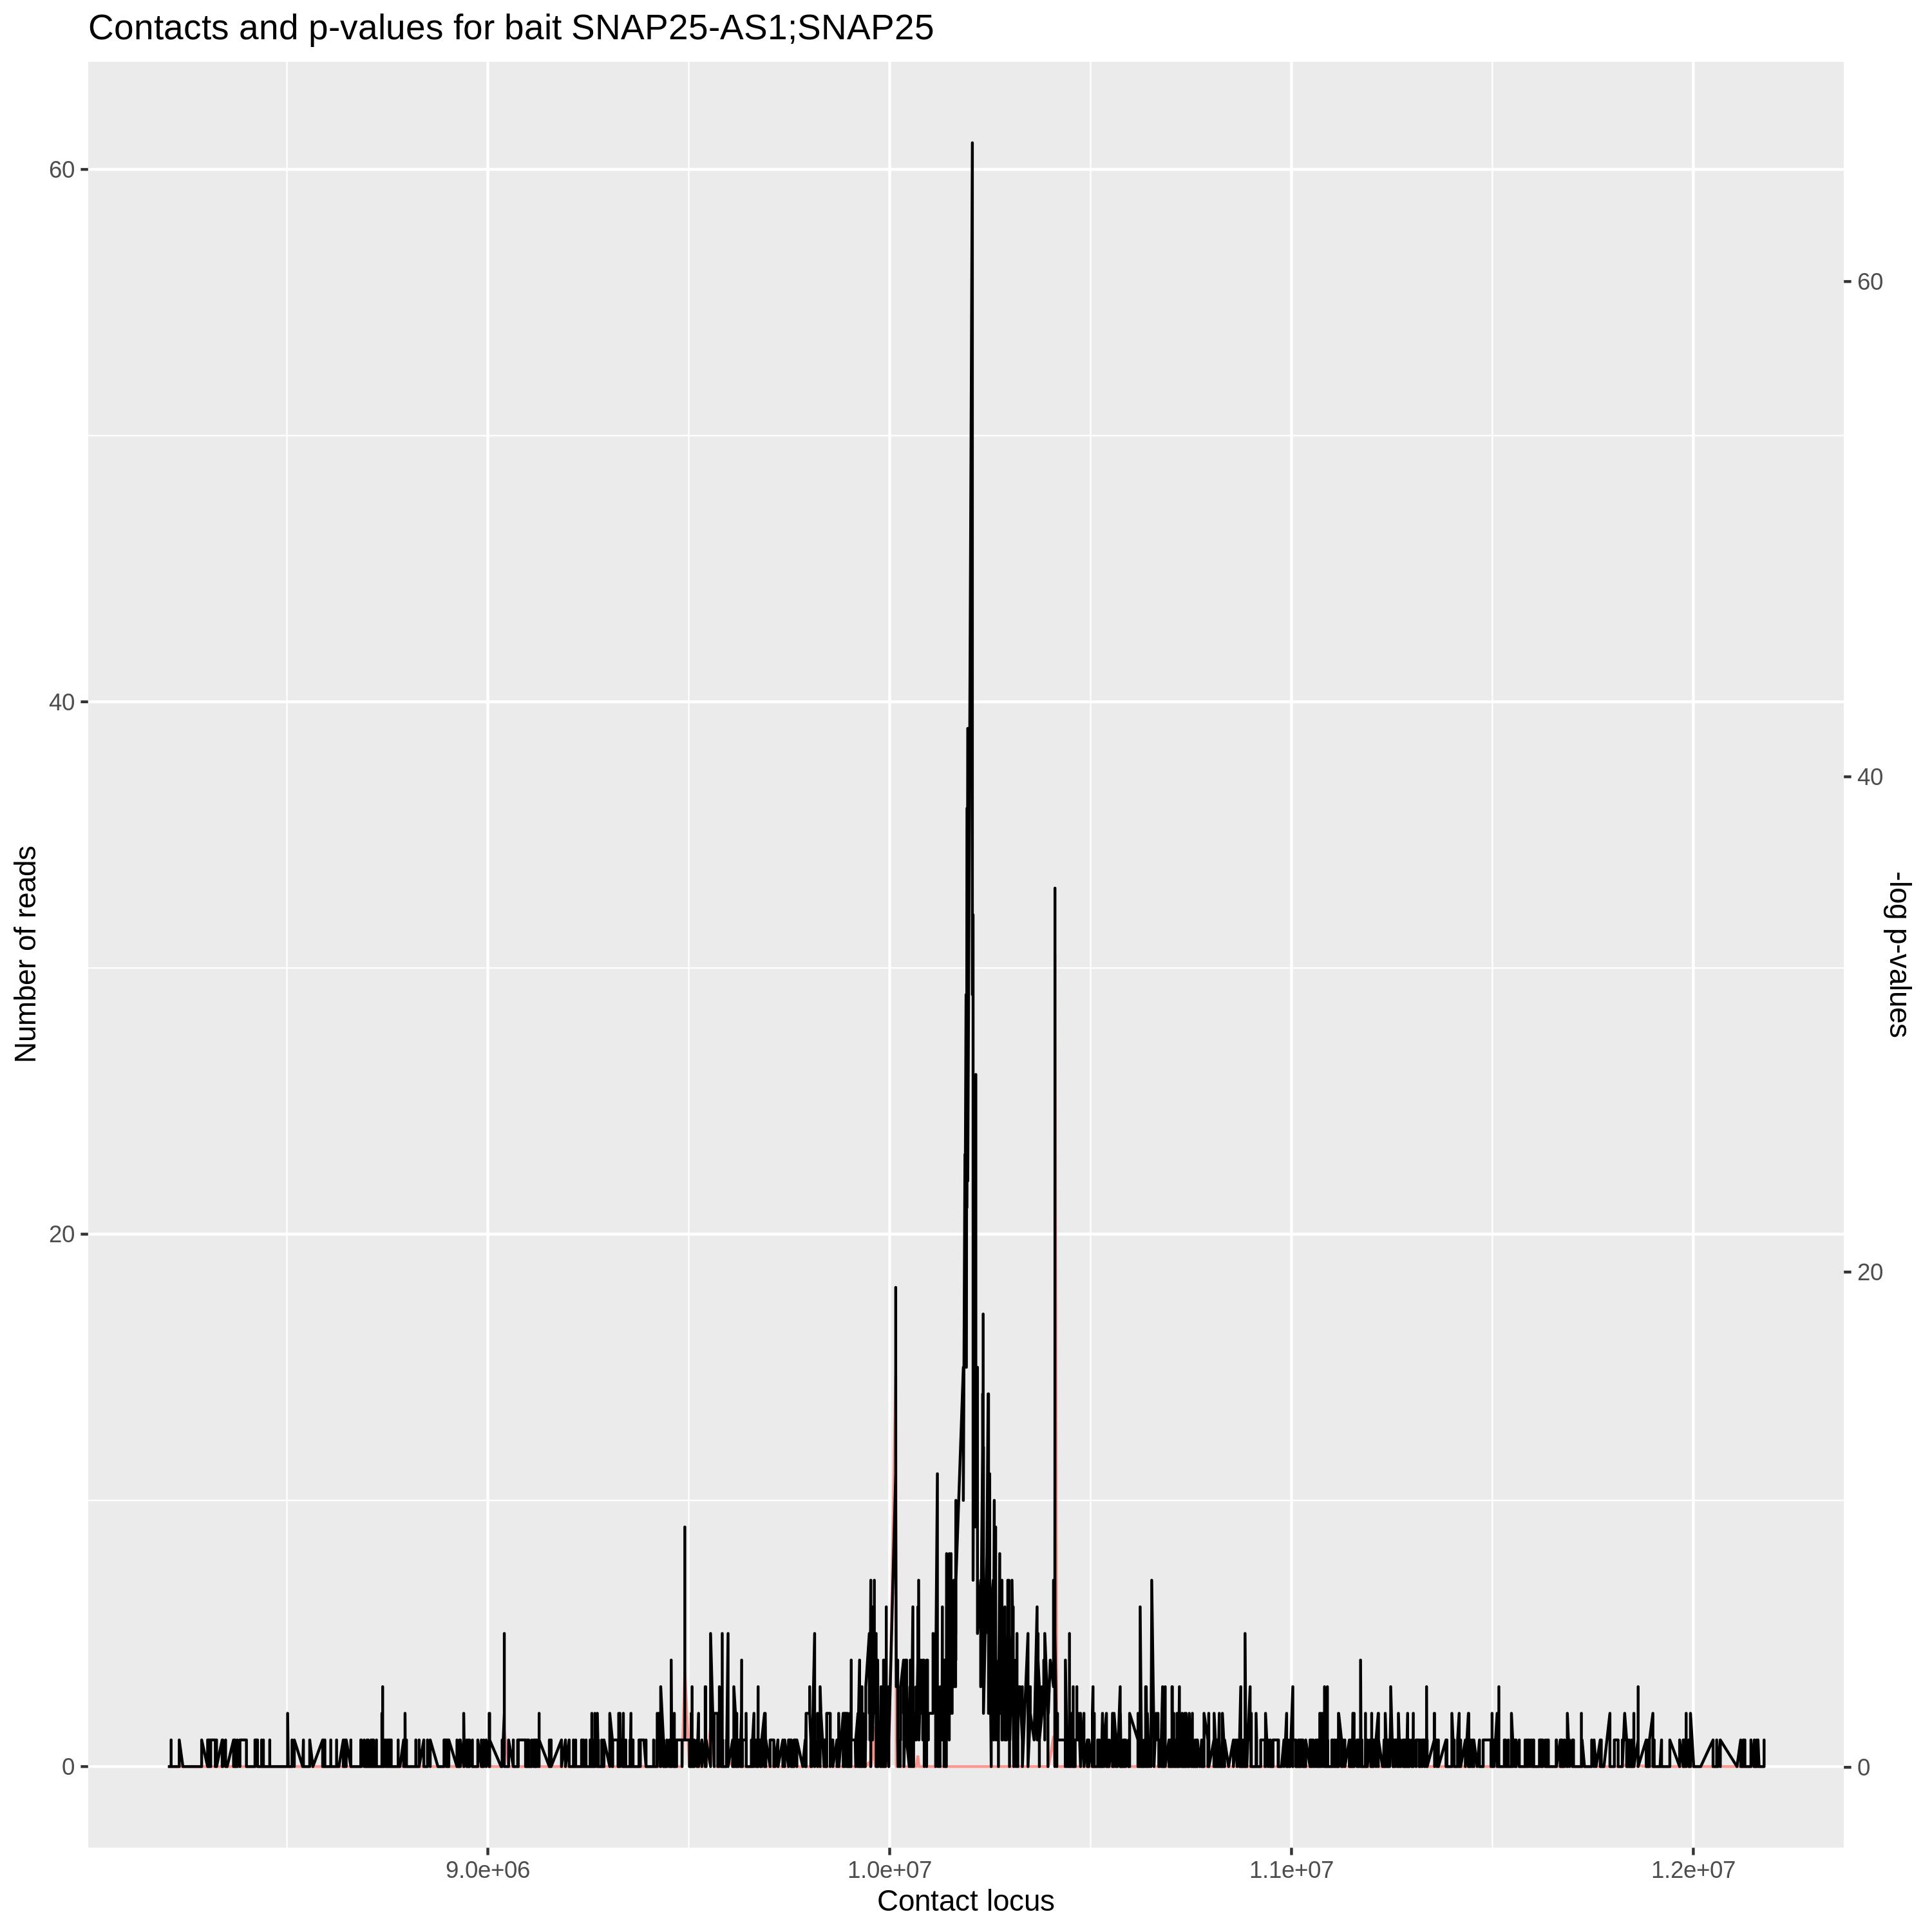 Contacts and p-values for bait SNAP25-AS1;SNAP25
60
40
20
0
Number of reads
60
40
20
0
-log p-values
9.0e+06
1.0e+07
1.1e+07
1.2e+07
Contact locus